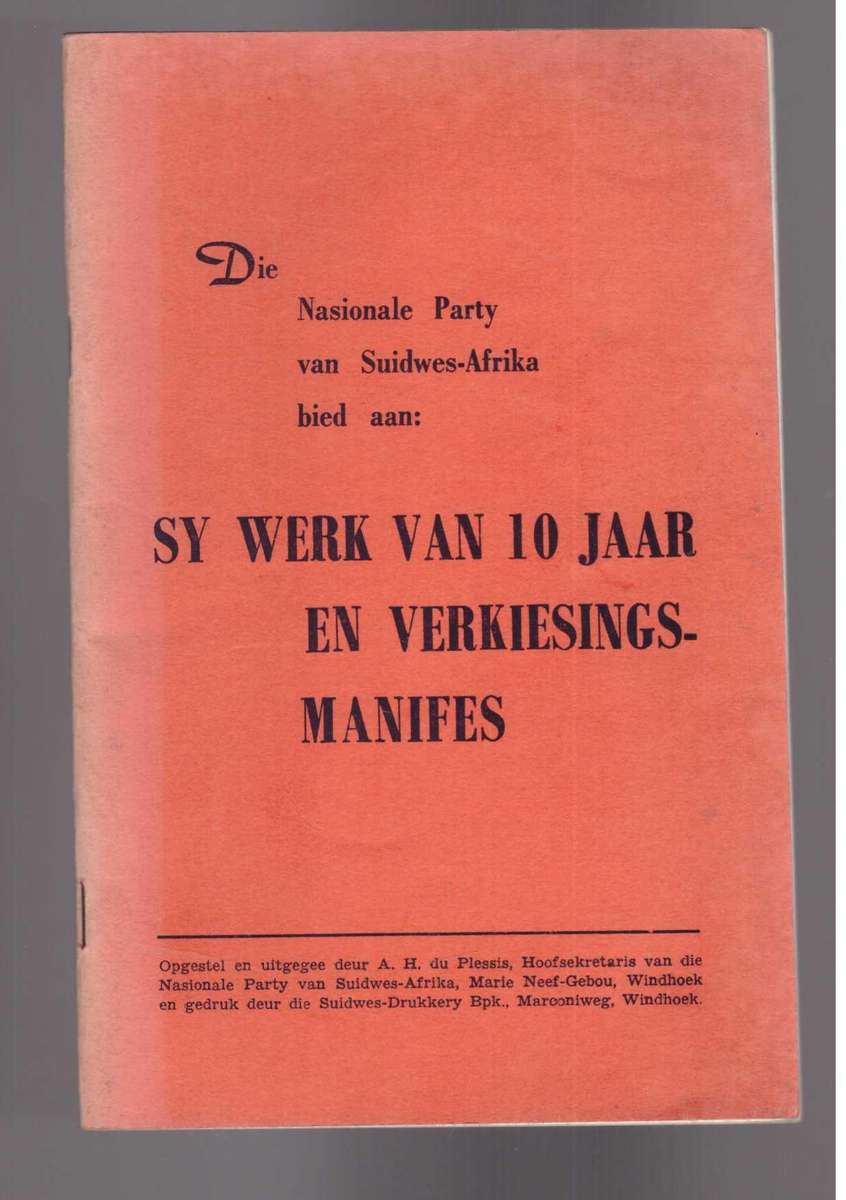 Die
Nasionale Party
van Suidwes-Afrika
bied aan:
SY WERK VAN 10 JAAR
EN VERKIESINGS-
MANIFES
Opgestel en uitgegee deur A. H. du Plessis, Hoofsekretaris van die
Nasionale Party van Suidwes-Afrika, Marie Neef-Gebou, Windhoek
en gedruk deur die Suidwes-Drukkery Bpk., Marconiweg, Windhoek.